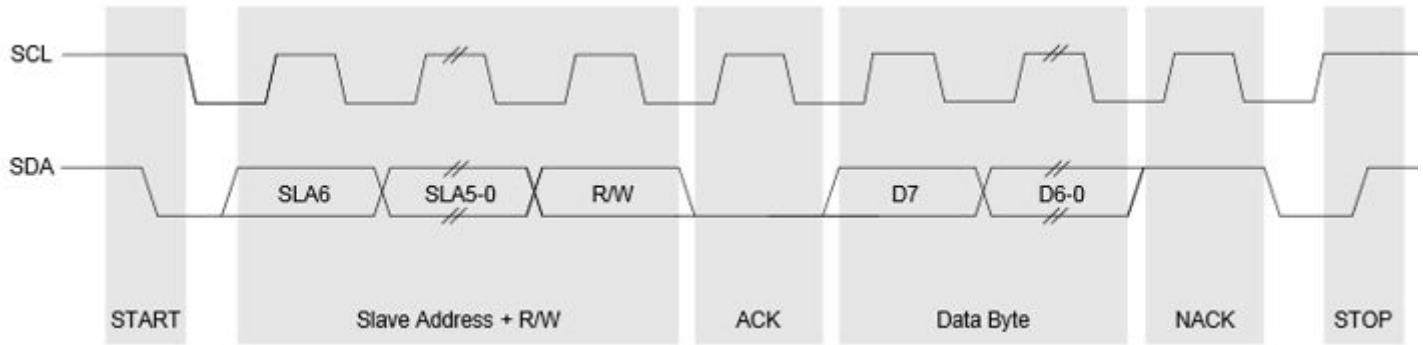 SCL
SDA
SLA6 SLA5-0 R/W D7 D6-0
START Slave Address + R/W ACK Data Byte NACK STOP